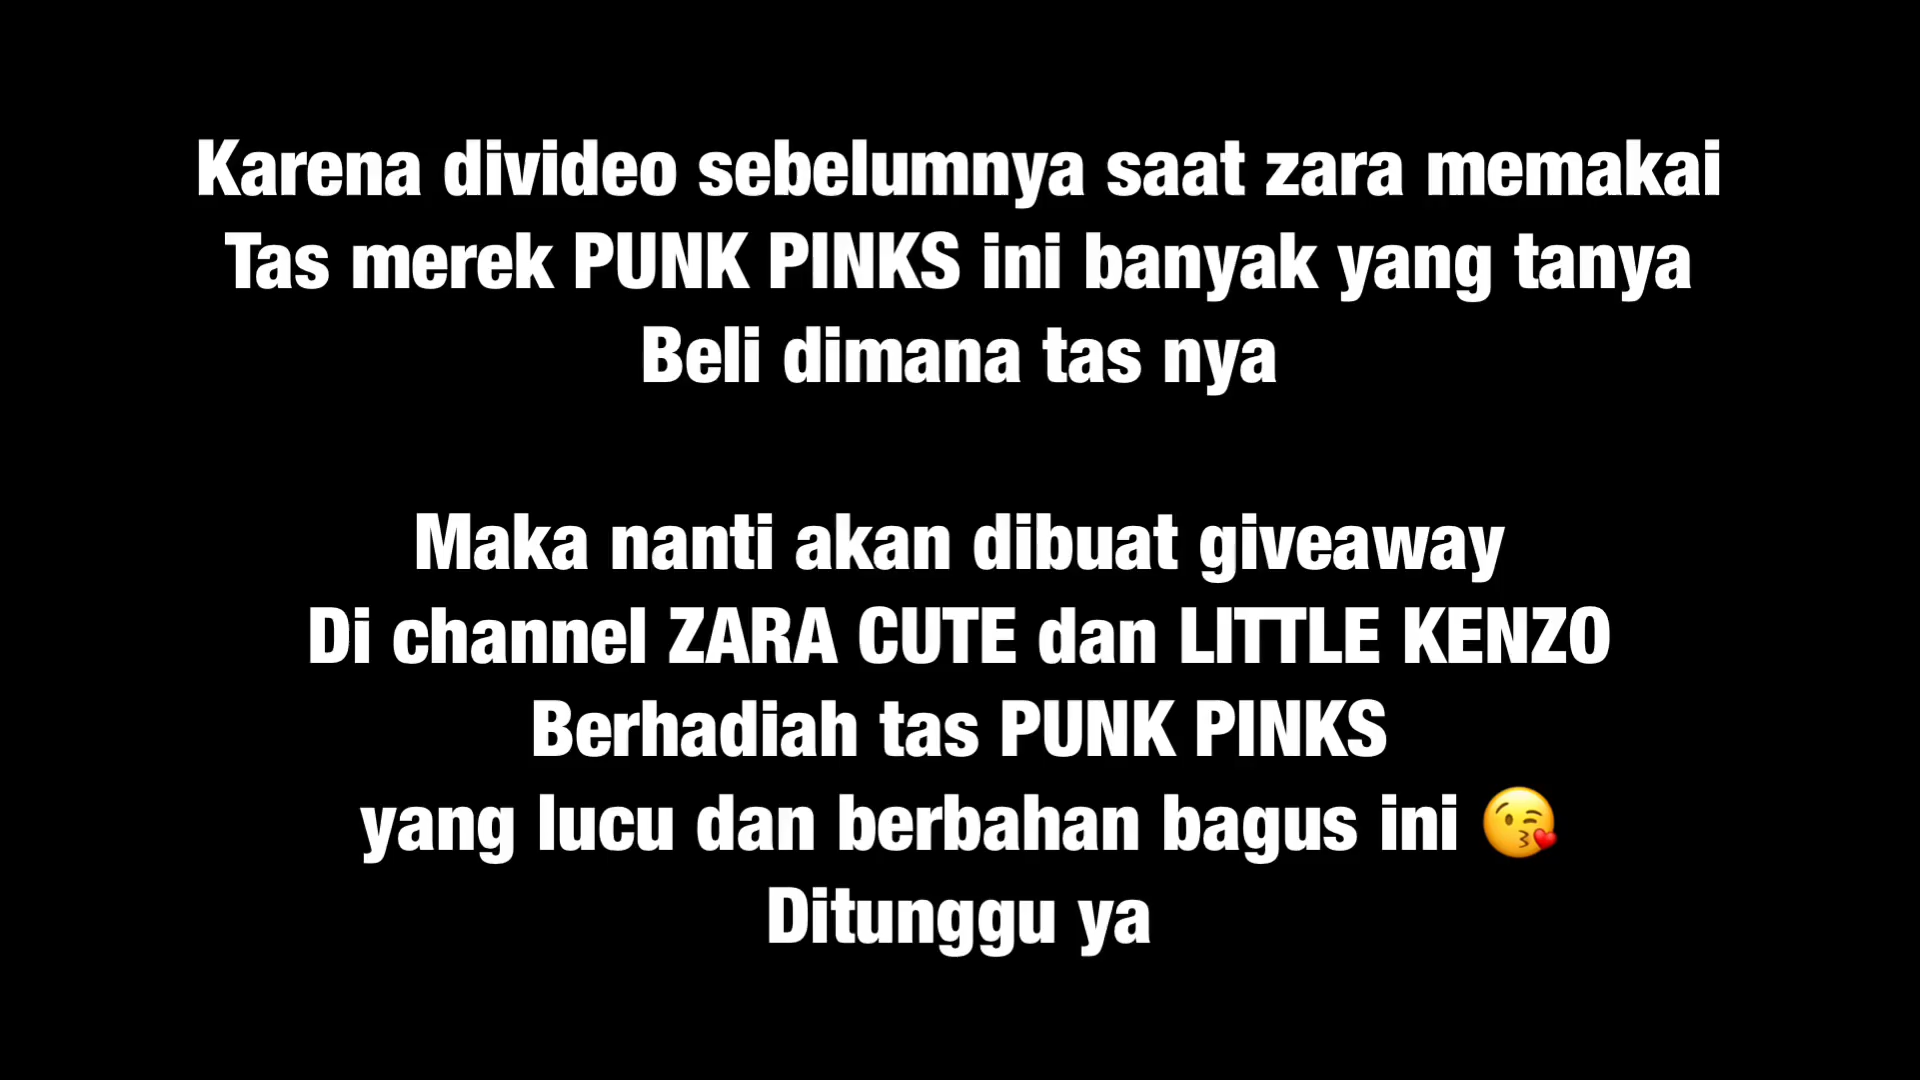 Karena divideo sebelumnya saat zara memakai
Tas merek PUNK PINKS ini banyak yang tanya
Beli dimana tas nya
Maka nanti akan dibuat giveaway
Di channel ZARA CUTE dan LITTLE KENZO
Berhadiah tas PUNK PINKS
yang lucu dan berbahan bagus ini 😘
Ditunggu ya